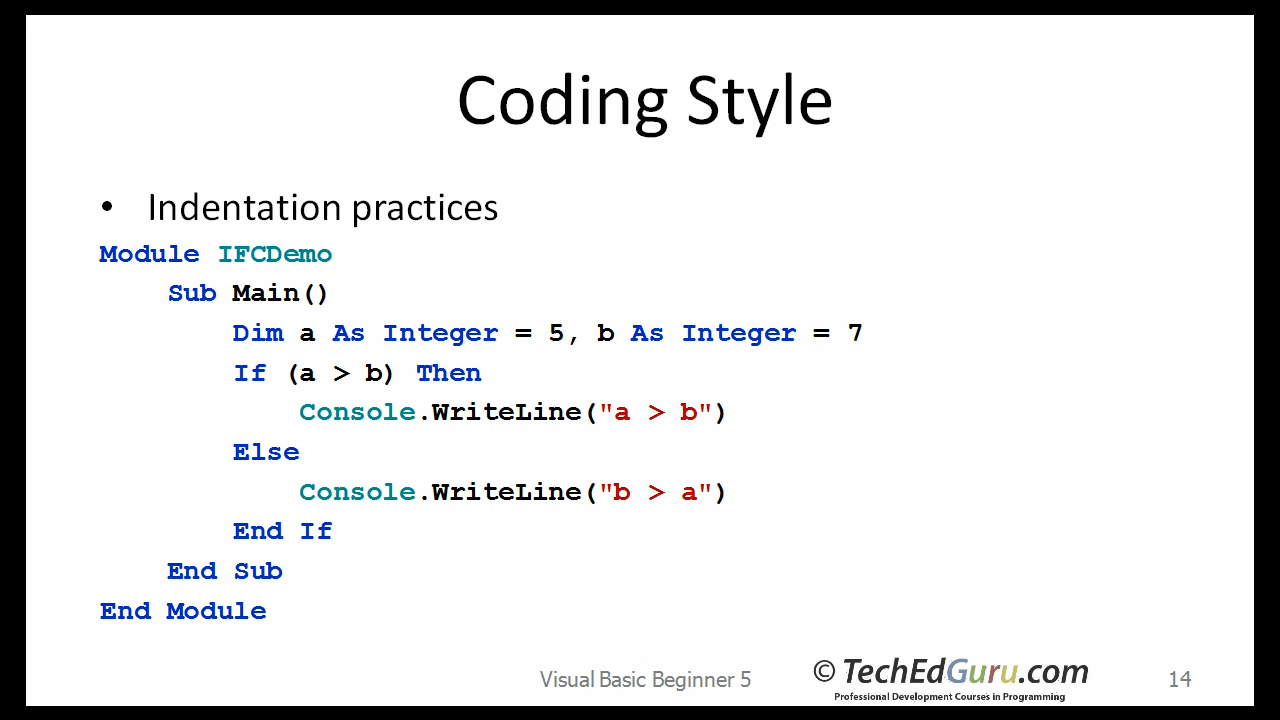 Coding Style
• Indentation practices
Module IFCDemo
    Sub Main()
        Dim a As Integer = 5, b As Integer = 7
        If (a > b) Then
            Console.WriteLine("a > b")
        Else
            Console.WriteLine("b > a")
        End If
    End Sub
End Module
Visual Basic Beginner 5
© TechEdGuru.com
Professional Development Courses in Programming
14